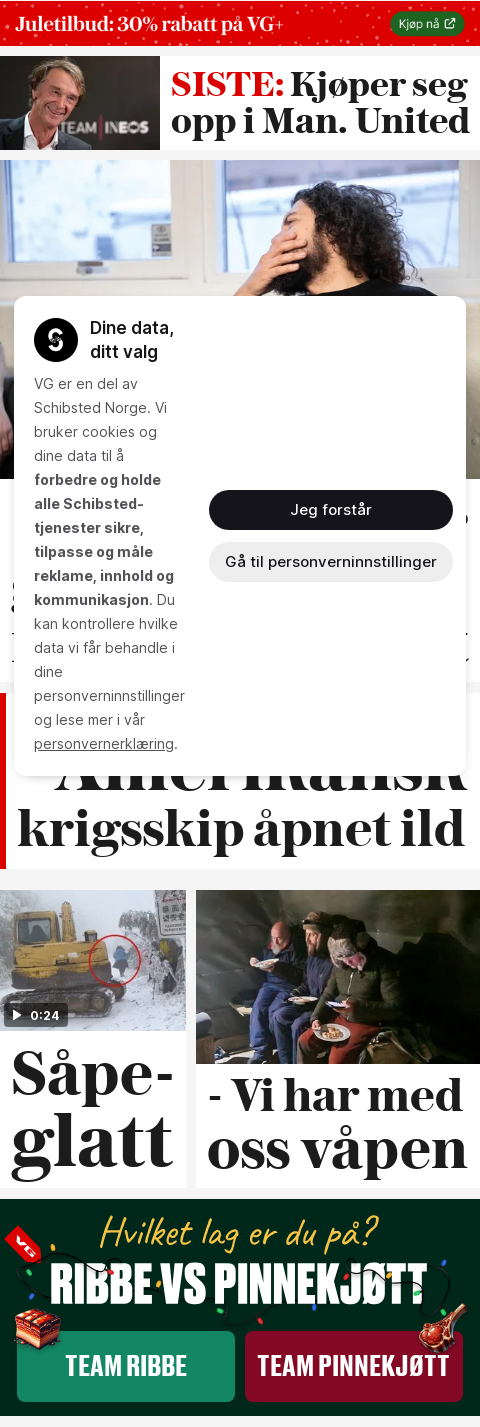 Juletilbud: 30% rabatt på VG+
Kjøp nå
TEAM INEOS
SISTE: Kjøper seg
opp i Man. United
Dine data,
ditt valg
VG er en del av
Schibsted Norge. Vi
bruker cookies og
dine data til å
forbedre og holde
alle Schibsted-
tjenester sikre,
tilpasse og måle
reklame, innhold og
kommunikasjon. Du
kan kontrollere hvilke
data vi får behandle i
dine
personverninnstillinger
og lese mer i vår
personvernerklæring.
Jeg forstår
Gå til personverninnstillinger
Amerikansk
krigsskip åpnet ild
0:24
Såpe-
glatt
- Vi har med
oss våpen
Hvilket lag er du på?
VG
RIBBE VS PINNEKJØTT
TEAM RIBBE
TEAM PINNEKJØTT